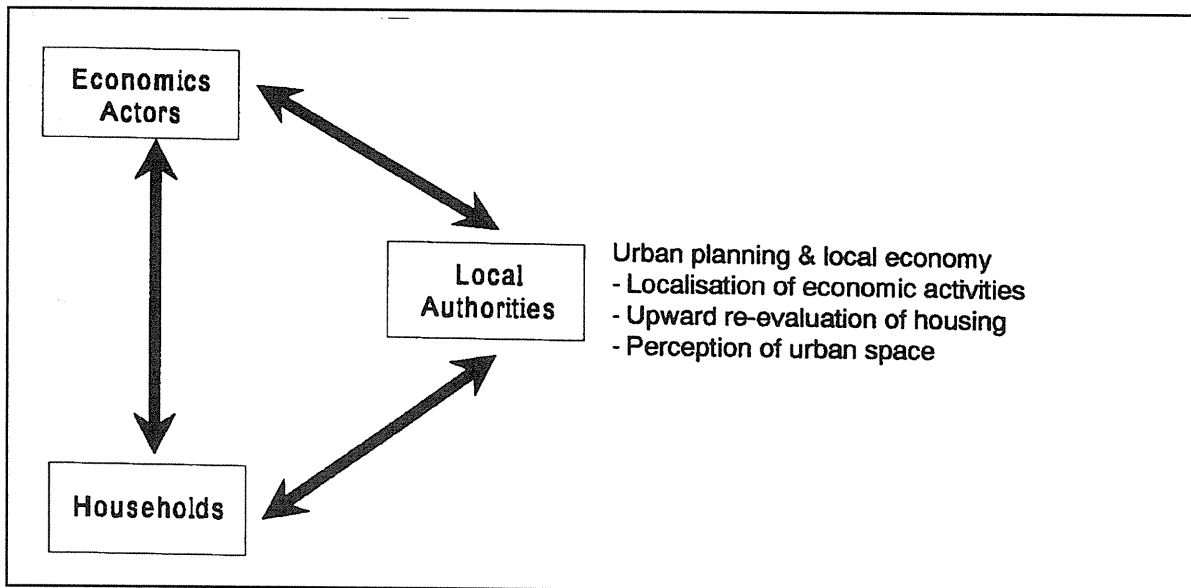 Economics
Actors
Local
Authorities
Urban planning & local economy
- Localisation of economic activities
- Upward re-evaluation of housing
- Perception of urban space
Households